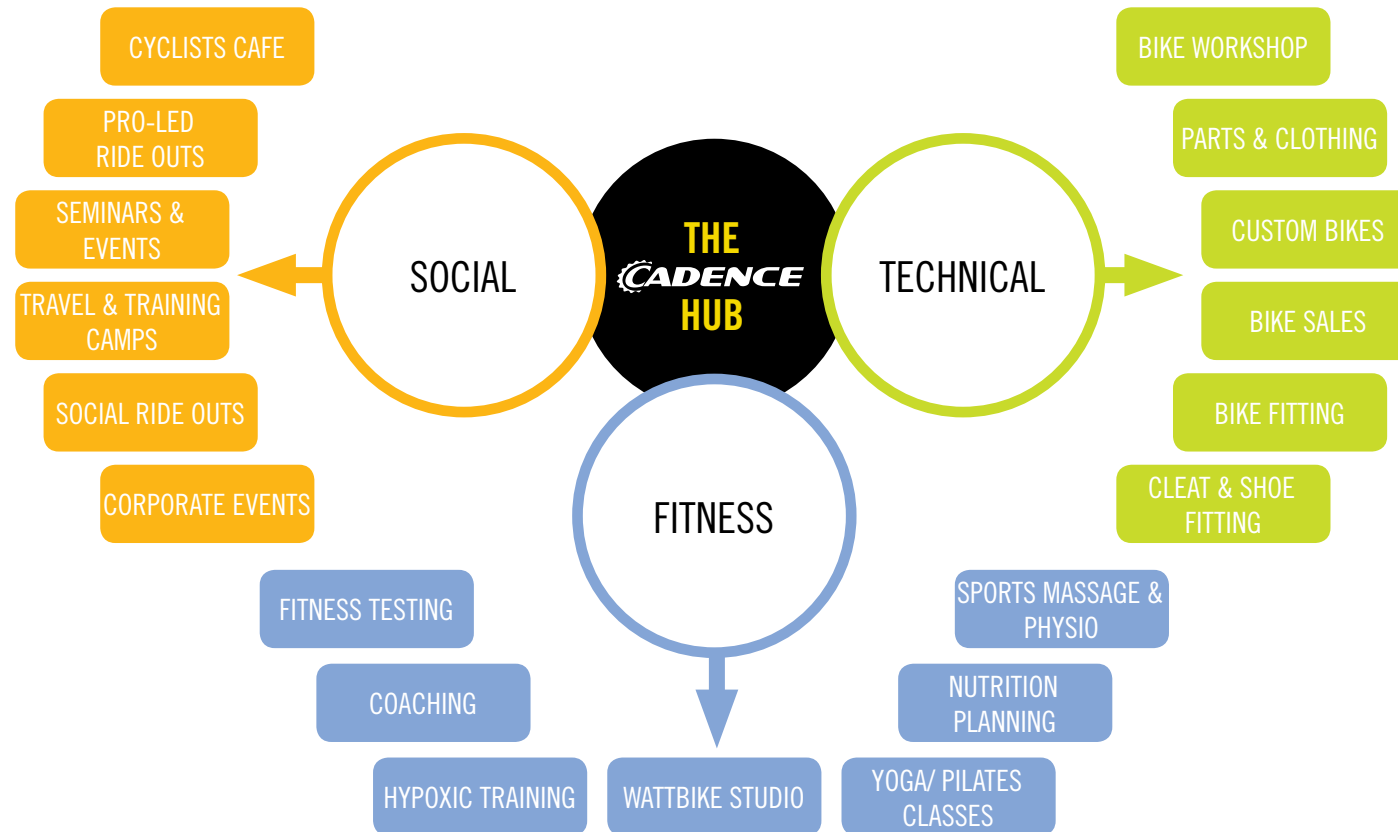 CYCLISTS CAFE
PRO-LED
RIDE OUTS
SEMINARS &
EVENTS
TRAVEL & TRAINING
CAMPS
SOCIAL RIDE OUTS
CORPORATE EVENTS
SOCIAL
THE
CADENCE
HUB
TECHNICAL
FITNESS
BIKE WORKSHOP
PARTS & CLOTHING
CUSTOM BIKES
BIKE SALES
BIKE FITTING
CLEAT & SHOE
FITTING
FITNESS TESTING
COACHING
HYPOXIC TRAINING
WATTBIKE STUDIO
YOGA/ PILATES
CLASSES
NUTRITION
PLANNING
SPORTS MASSAGE &
PHYSIO